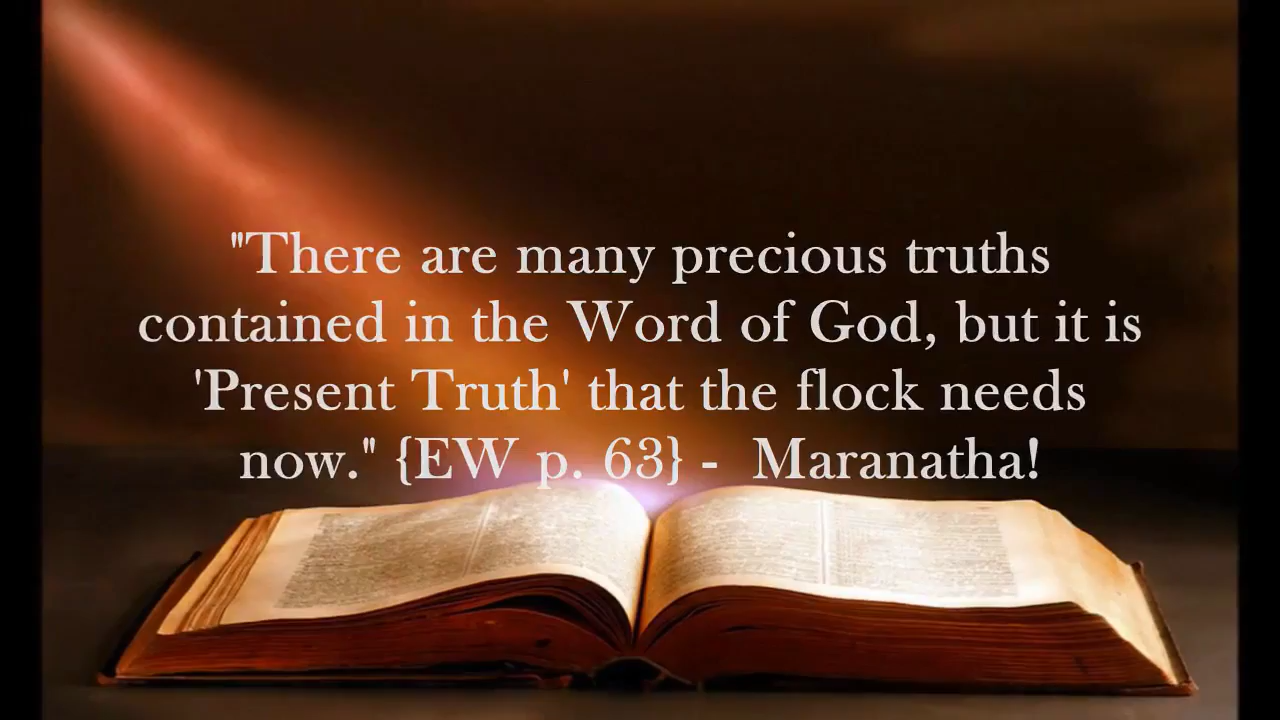 "There are many precious truths
contained in the Word of God, but it is
'Present Truth' that the flock needs
now." {EW p. 63} -  Maranatha!